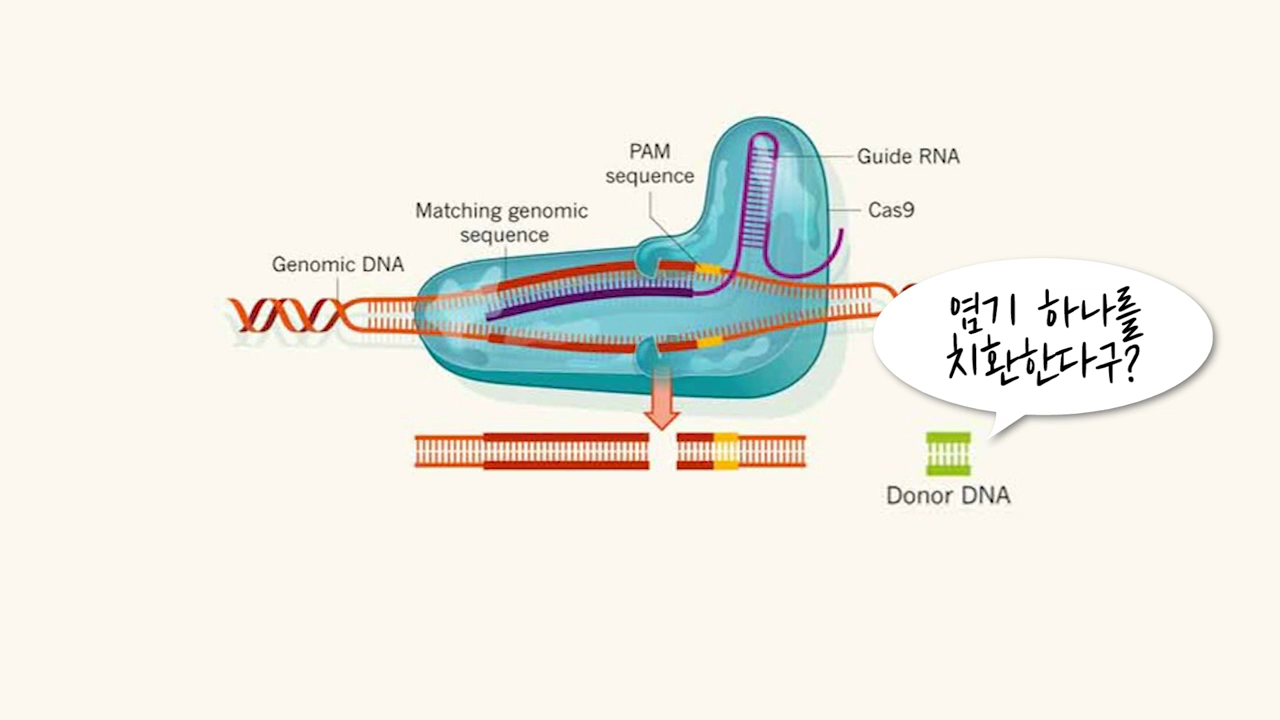 PAM
sequence
Guide RNA
Matching genomic
sequence
Cas9
Genomic DNA
염기 하나를
치환한다구?
Donor DNA